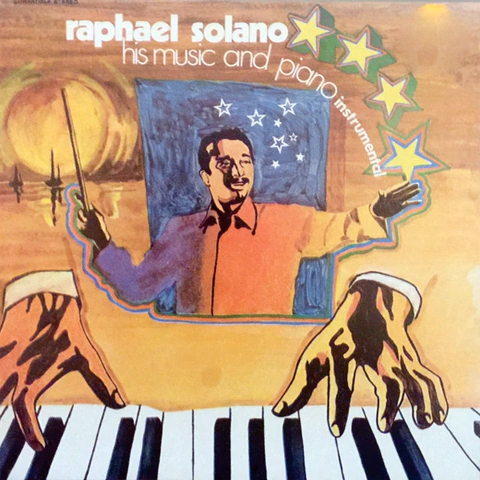 raphael solano
his music and piano
instrumental